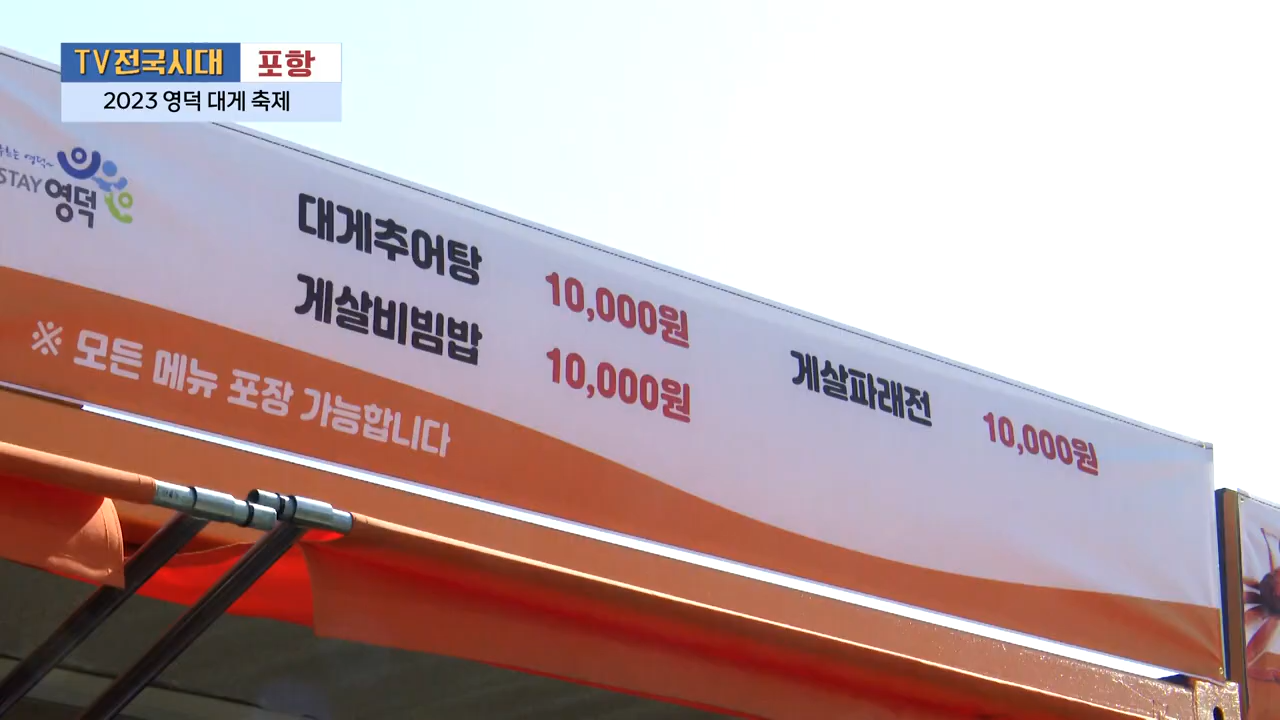 TV전국시대 포항
2023 영덕 대게 축제
STAY 영덕
대게추어탕 10,000원
게살비빔밥 10,000원
게살파래전 10,000원
※ 모든 메뉴 포장 가능합니다